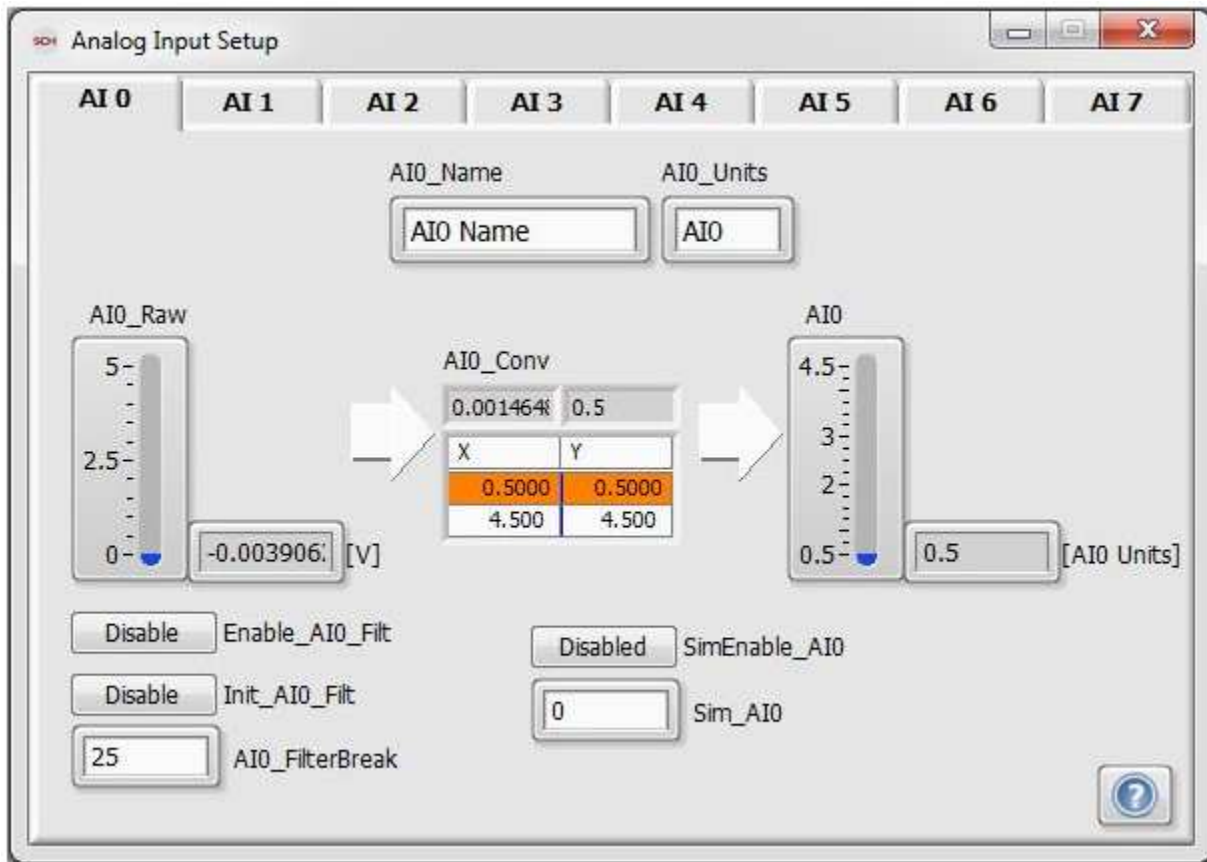 SCH Analog Input Setup
AI 0 AI 1 AI 2 AI 3 AI 4 AI 5 AI 6 AI 7
AI0_Name AI0_Units
AI0 Name AI0
AI0_Raw AI0
AI0_Conv
5 4.5
0.0014648 0.5
X Y
3
2.5
0.5000 0.5000
2
4.500 4.500
0 -0.003906 [V] 0.5 0.5 [AI0 Units]
Disable Enable_AI0_Filt
Disabled SimEnable_AI0
Disable Init_AI0_Filt
0 Sim_AI0
25 AI0_FilterBreak
?